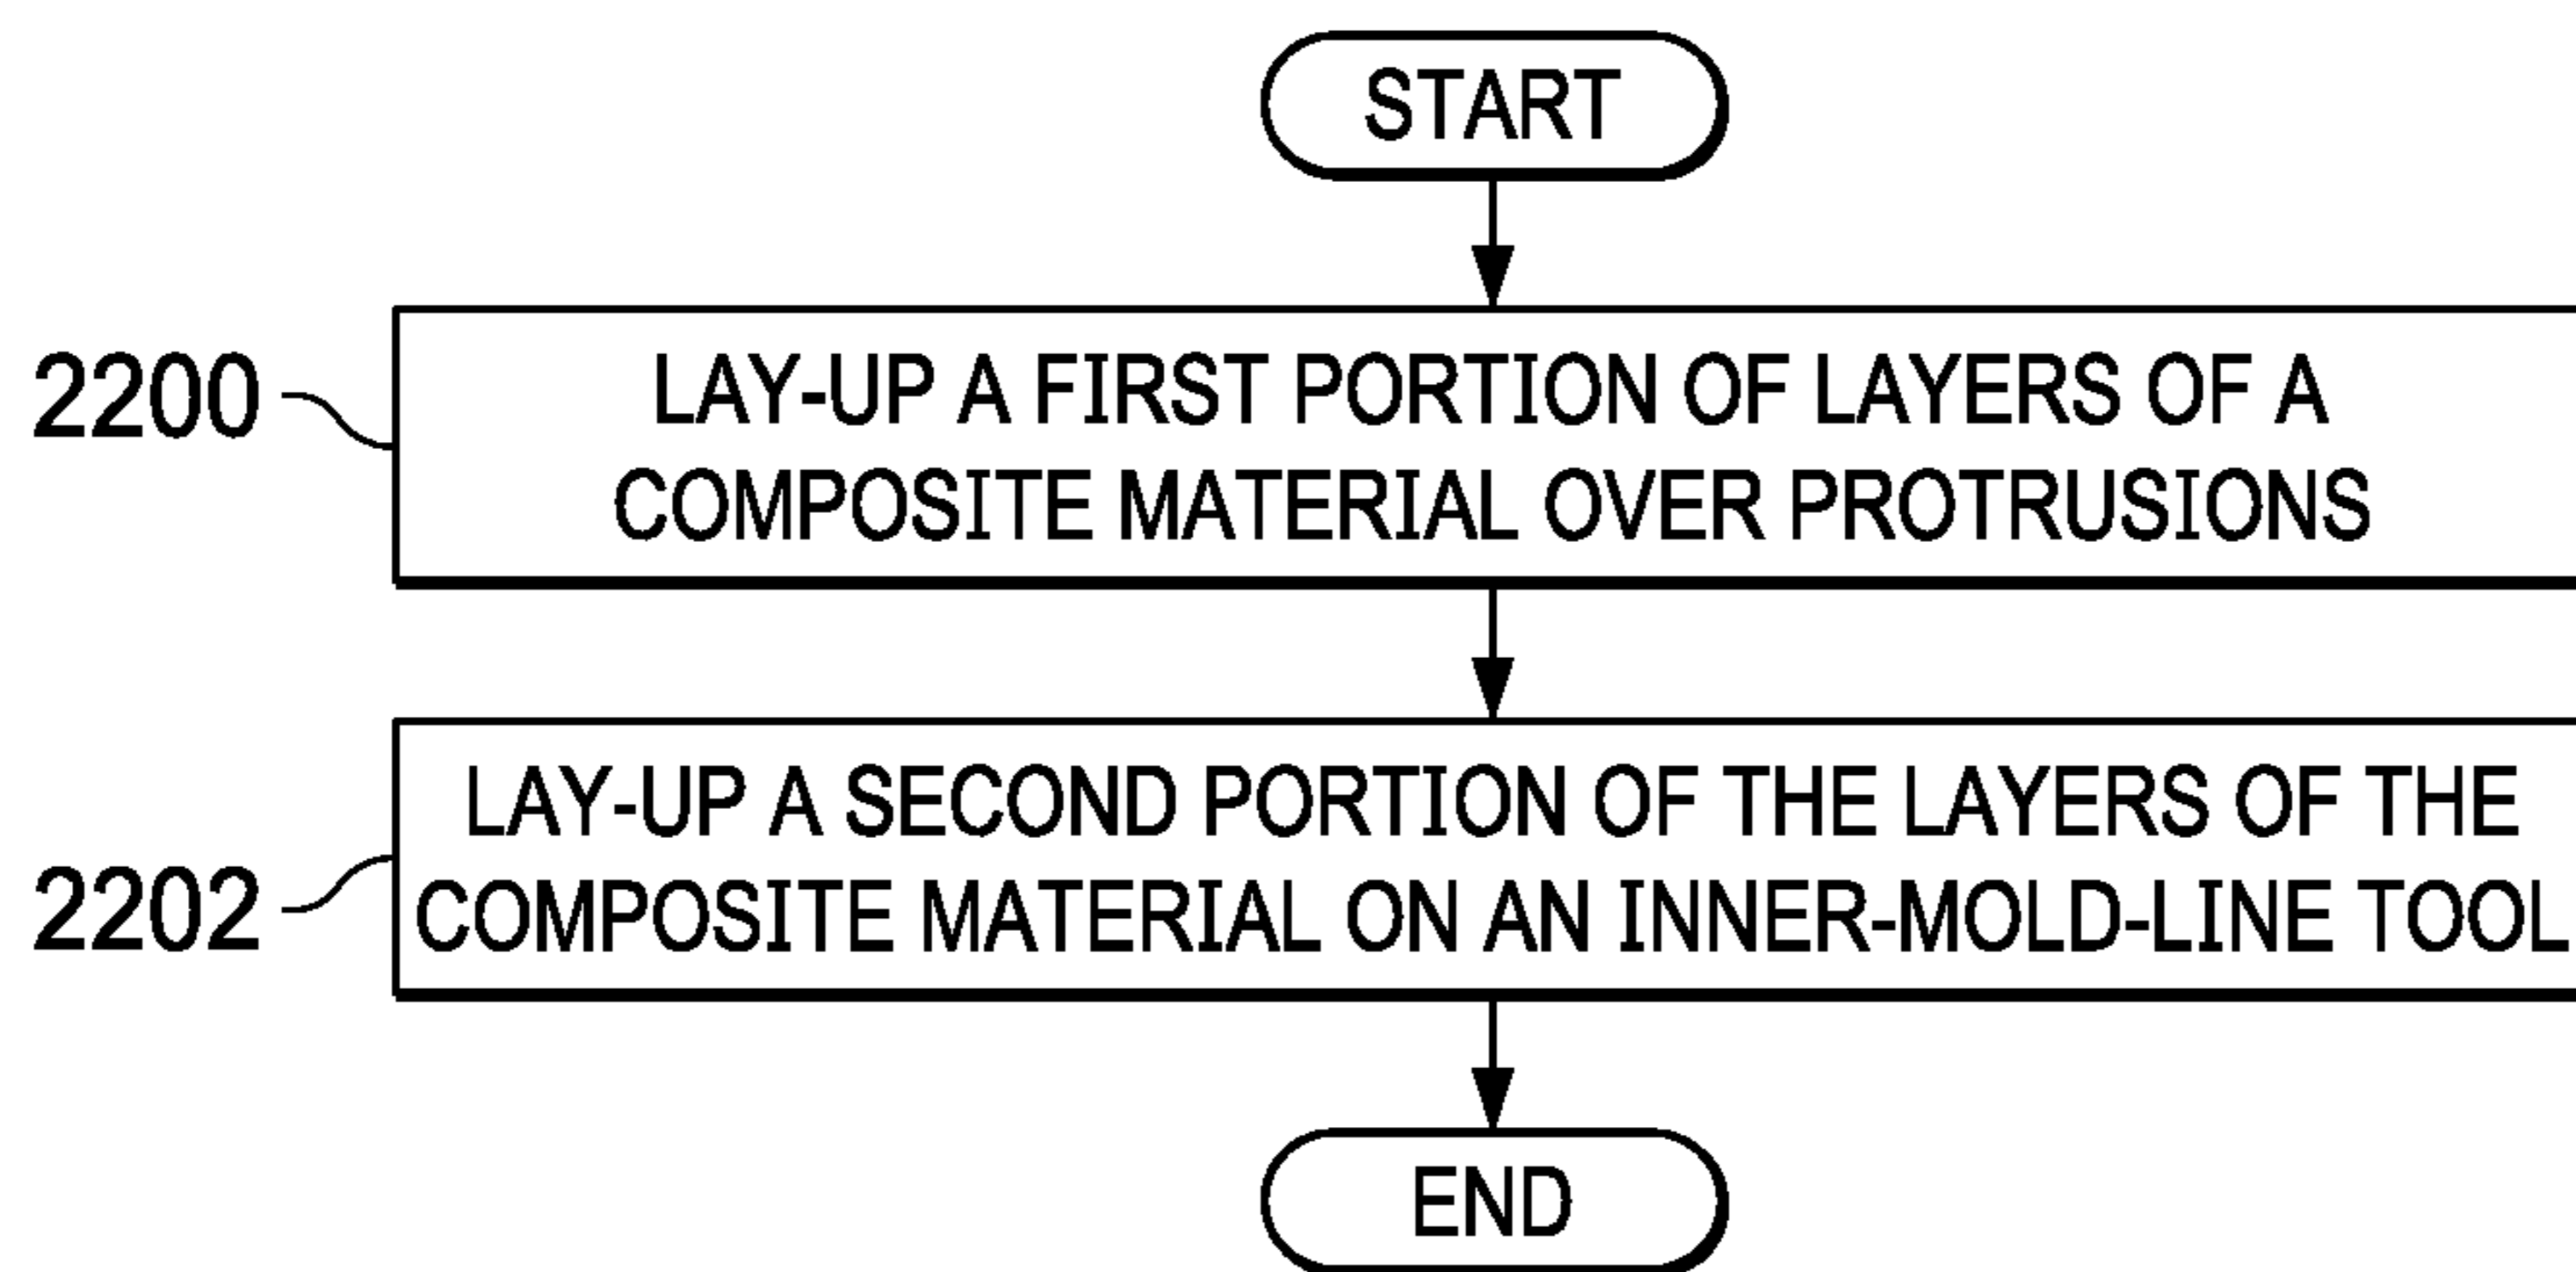 START
2200
LAY-UP A FIRST PORTION OF LAYERS OF A
COMPOSITE MATERIAL OVER PROTRUSIONS
2202
LAY-UP A SECOND PORTION OF THE LAYERS OF THE
COMPOSITE MATERIAL ON AN INNER-MOLD-LINE TOOL
END